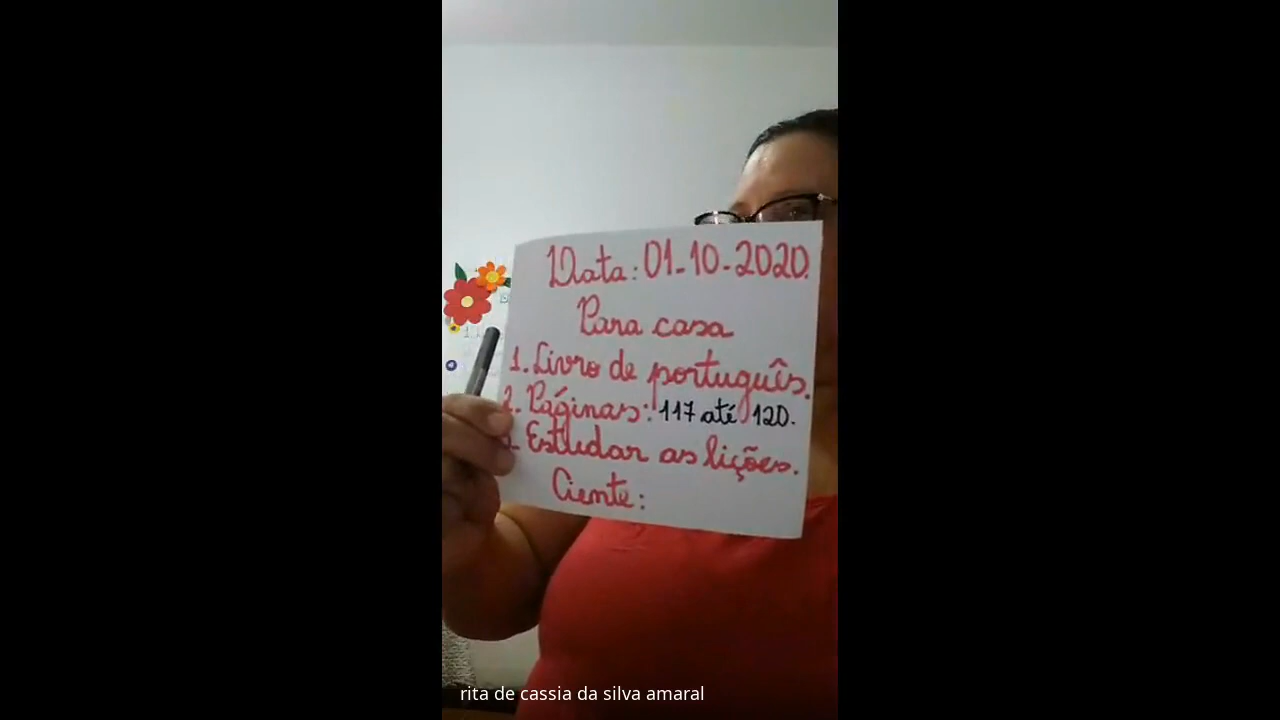 Data: 01-10-2020.
Para casa
1. Livro de português.
2. Páginas: 117 até 120.
3. Estudar as lições.
Ciente:
rita de cassia da silva amaral